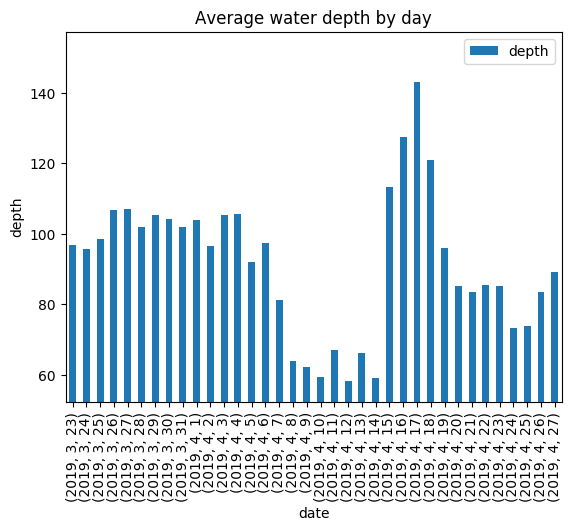 Average water depth by day
depth
140
120
100
80
60
depth
(2019, 3, 23)
(2019, 3, 24)
(2019, 3, 25)
(2019, 3, 26)
(2019, 3, 27)
(2019, 3, 28)
(2019, 3, 29)
(2019, 3, 30)
(2019, 3, 31)
(2019, 4, 1)
(2019, 4, 2)
(2019, 4, 3)
(2019, 4, 4)
(2019, 4, 5)
(2019, 4, 6)
(2019, 4, 7)
(2019, 4, 8)
(2019, 4, 9)
(2019, 4, 10)
(2019, 4, 11)
(2019, 4, 12)
(2019, 4, 13)
(2019, 4, 14)
(2019, 4, 15)
(2019, 4, 16)
(2019, 4, 17)
(2019, 4, 18)
(2019, 4, 19)
(2019, 4, 20)
(2019, 4, 21)
(2019, 4, 22)
(2019, 4, 23)
(2019, 4, 24)
(2019, 4, 25)
(2019, 4, 26)
(2019, 4, 27)
date